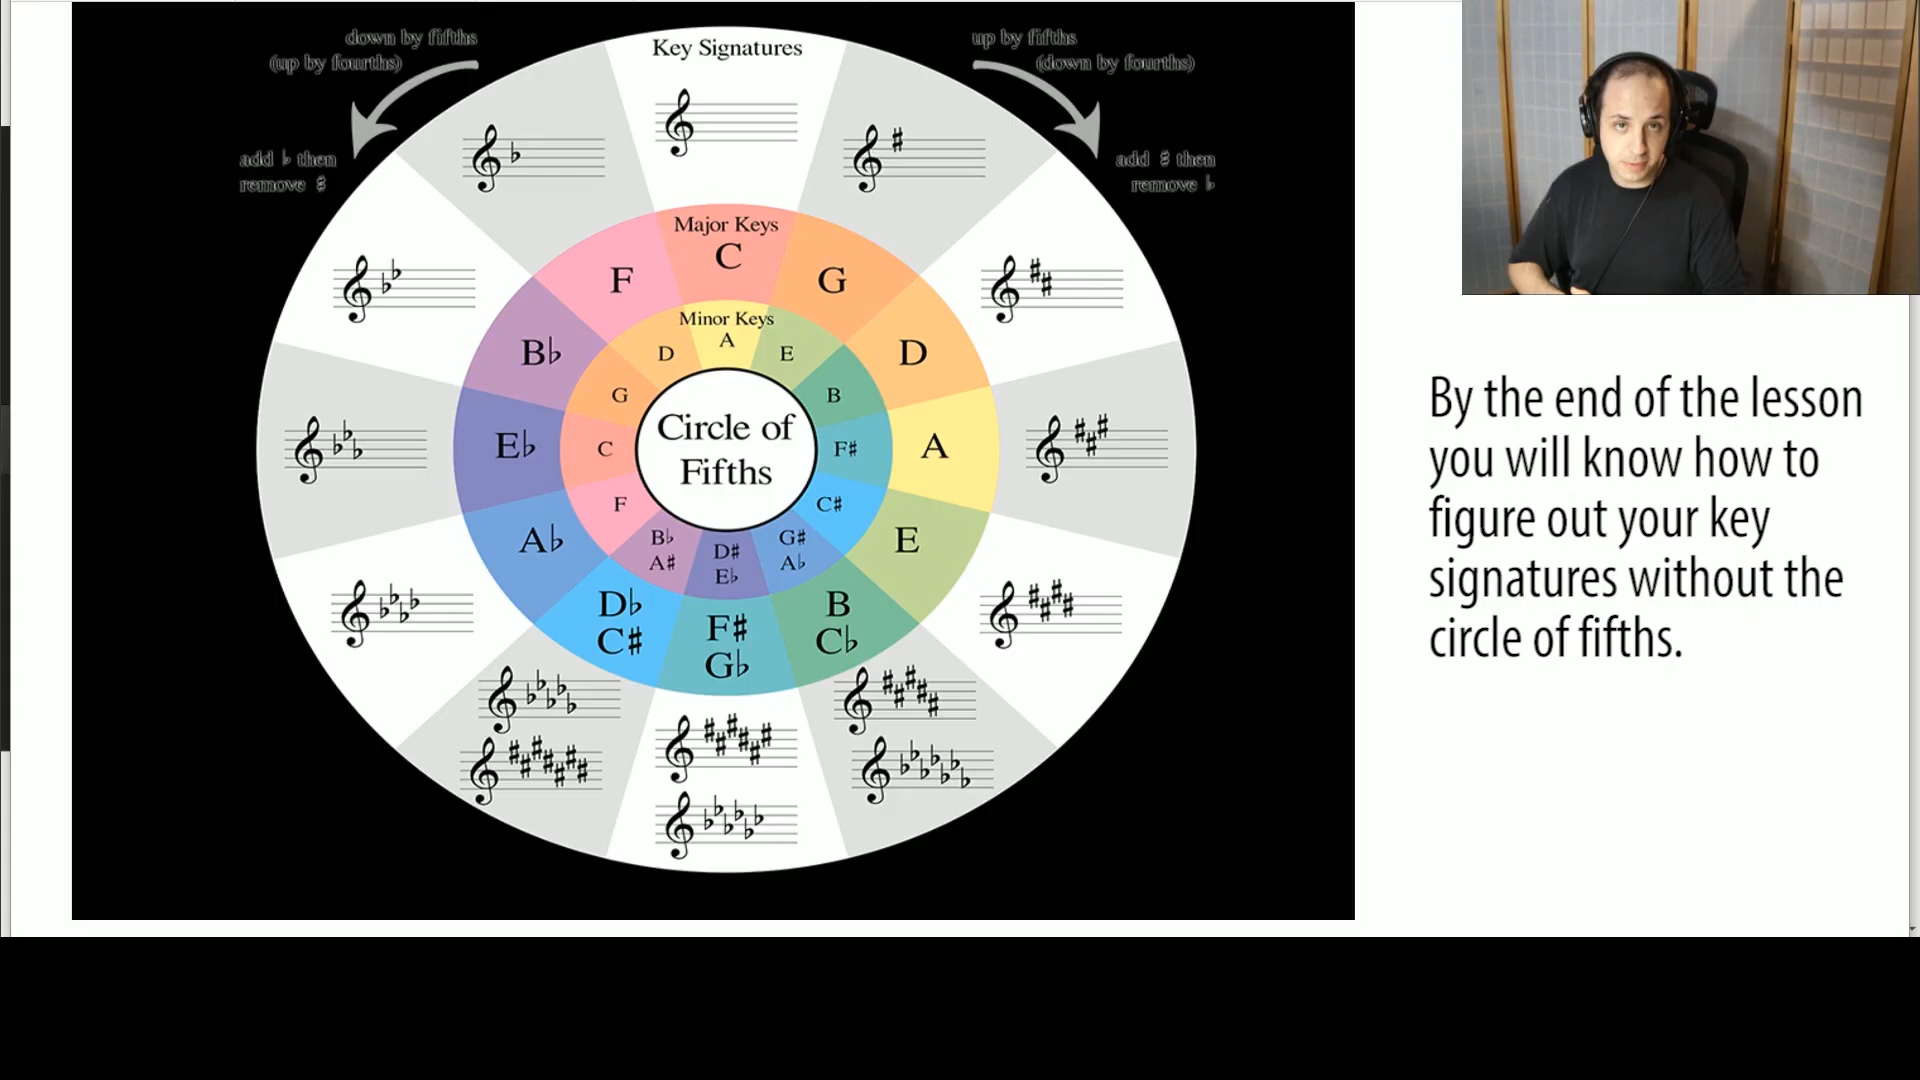 down by fifths
(up by fourths)
add ♭ then
remove ♯
Key Signatures
up by fifths
(down by fourths)
add ♯ then
remove ♭
Major Keys
C
F
G
B♭
D
E♭
A
A♭
E
D♭
C♯
F♯
G♭
B
C♭
Minor Keys
A
D
E
G
B
C
F♯
F
C♯
B♭
A♯
D♯
E♭
G♯
A♭
Circle of
Fifths
By the end of the lesson
you will know how to
figure out your key
signatures without the
circle of fifths.